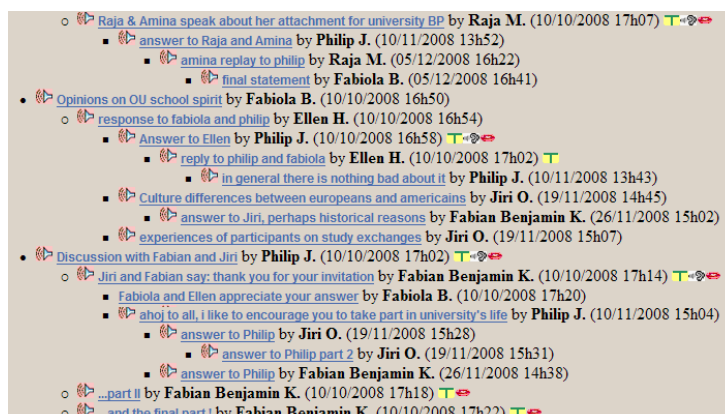 Raja & Amina speak about her attachment for university BP by Raja M. (10/10/2008 17h07) T
answer to Raja and Amina by Philip J. (10/11/2008 13h52)
amina replay to philip by Raja M. (05/12/2008 16h22)
final statement by Fabiola B. (05/12/2008 16h41)
Opinions on OU school spirit by Fabiola B. (10/10/2008 16h50)
response to fabiola and philip by Ellen H. (10/10/2008 16h54)
Answer to Ellen by Philip J. (10/10/2008 16h58) T
reply to philip and fabiola by Ellen H. (10/10/2008 17h02) T
in general there is nothing bad about it by Philip J. (10/11/2008 13h43)
Culture differences between europeans and americains by Jiri O. (19/11/2008 14h45)
answer to Jiri, perhaps historical reasons by Fabian Benjamin K. (26/11/2008 15h02)
experiences of participants on study exchanges by Jiri O. (19/11/2008 15h07)
Discussion with Fabian and Jiri by Philip J. (10/10/2008 17h02) T
Jiri and Fabian say: thank you for your invitation by Fabian Benjamin K. (10/10/2008 17h14) T
Fabiola and Ellen appreciate your answer by Fabiola B. (10/10/2008 17h20)
ahoj to all, i like to encourage you to take part in university's life by Philip J. (10/11/2008 15h04)
answer to Philip by Jiri O. (19/11/2008 15h28)
answer to Philip part 2 by Jiri O. (19/11/2008 15h31)
answer to Philip by Fabian Benjamin K. (26/11/2008 14h38)
...part II by Fabian Benjamin K. (10/10/2008 17h18) T
...and the final part ! by Fabian Benjamin K. (10/10/2008 17h22) T